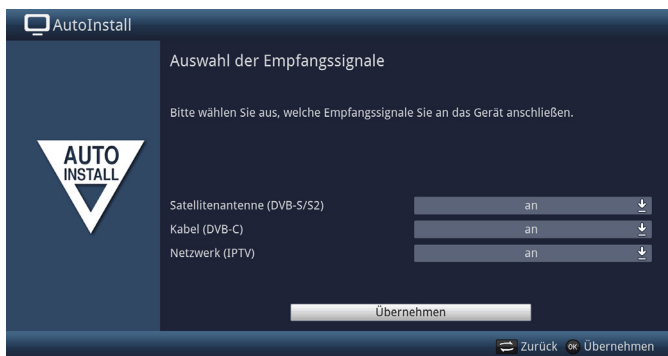 AutoInstall
Auswahl der Empfangssignale
Bitte wählen Sie aus, welche Empfangssignale Sie an das Gerät anschließen.
AUTO
INSTALL
Satellitenantenne (DVB-S/S2) an
Kabel (DVB-C) an
Netzwerk (IPTV) an
Übernehmen
Zurück OK Übernehmen